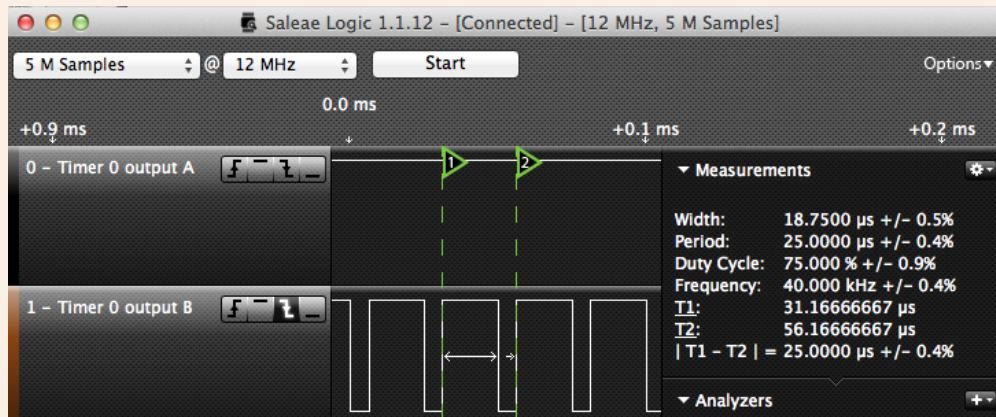 Saleae Logic 1.1.12 – [Connected] – [12 MHz, 5 M Samples]
5 M Samples @ 12 MHz Start Options
0.0 ms
+0.9 ms +0.1 ms +0.2 ms
0 – Timer 0 output A
1 2
Measurements
Width: 18.7500 µs +/- 0.5%
Period: 25.0000 µs +/- 0.4%
Duty Cycle: 75.000 % +/- 0.9%
Frequency: 40.000 kHz +/- 0.4%
T1: 31.16666667 µs
T2: 56.16666667 µs
| T1 - T2 | = 25.0000 µs +/- 0.4%
1 – Timer 0 output B
Analyzers